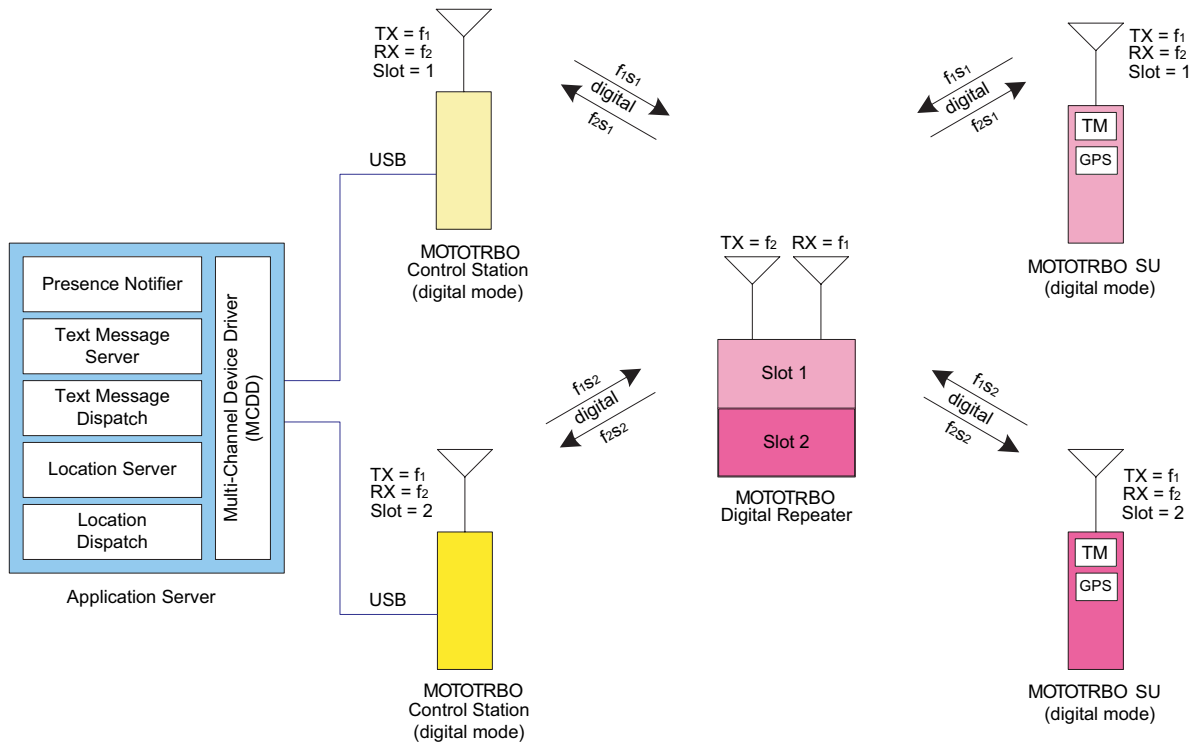 TX = f1
RX = f2
Slot = 1
f1s1
digital
f2s1
USB
MOTOTRBO
Control Station
(digital mode)
f1s1
digital
f2s1
TX = f1
RX = f2
Slot = 1
TM
GPS
MOTOTRBO SU
(digital mode)
Presence Notifier
Text Message
Server
Text Message
Dispatch
Location Server
Location
Dispatch
Multi-Channel Device Driver
(MCDD)
Application Server
TX = f2
RX = f1
Slot 1
Slot 2
MOTOTRBO
Digital Repeater
f1s2
digital
f2s2
TX = f1
RX = f2
Slot = 2
USB
MOTOTRBO
Control Station
(digital mode)
f1s2
digital
f2s2
TX = f1
RX = f2
Slot = 2
TM
GPS
MOTOTRBO SU
(digital mode)